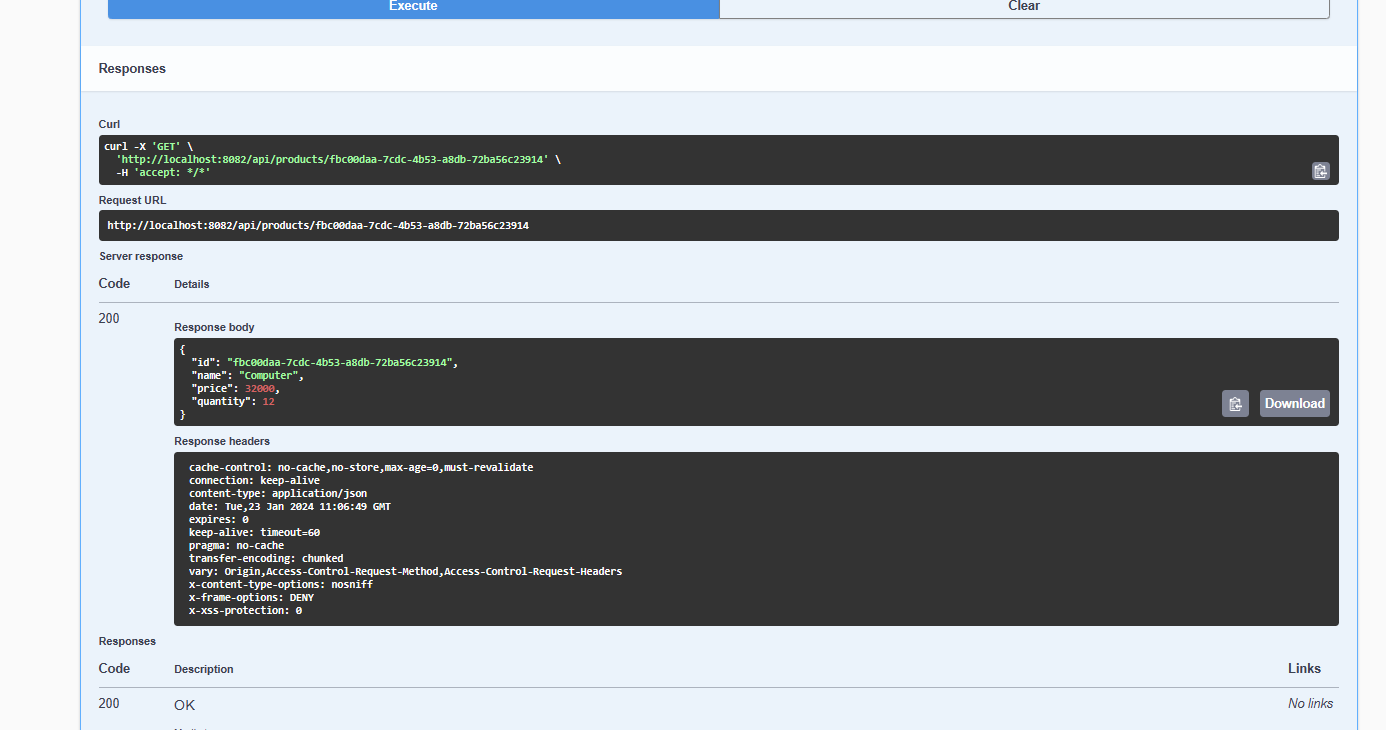 Execute
Clear
Responses
Curl
curl -X 'GET' \
'http://localhost:8082/api/products/fbc00daa-7cdc-4b53-a8db-72ba56c23914' \
-H 'accept: */*'
Request URL
http://localhost:8082/api/products/fbc00daa-7cdc-4b53-a8db-72ba56c23914
Server response
Code Details
200
Response body
{
"id": "fbc00daa-7cdc-4b53-a8db-72ba56c23914",
"name": "Computer",
"price": 32000,
"quantity": 12
}
Download
Response headers
cache-control: no-cache,no-store,max-age=0,must-revalidate
connection: keep-alive
content-type: application/json
date: Tue,23 Jan 2024 11:06:49 GMT
expires: 0
keep-alive: timeout=60
pragma: no-cache
transfer-encoding: chunked
vary: Origin,Access-Control-Request-Method,Access-Control-Request-Headers
x-content-type-options: nosniff
x-frame-options: DENY
x-xss-protection: 0
Responses
Code Description Links
200 OK No links